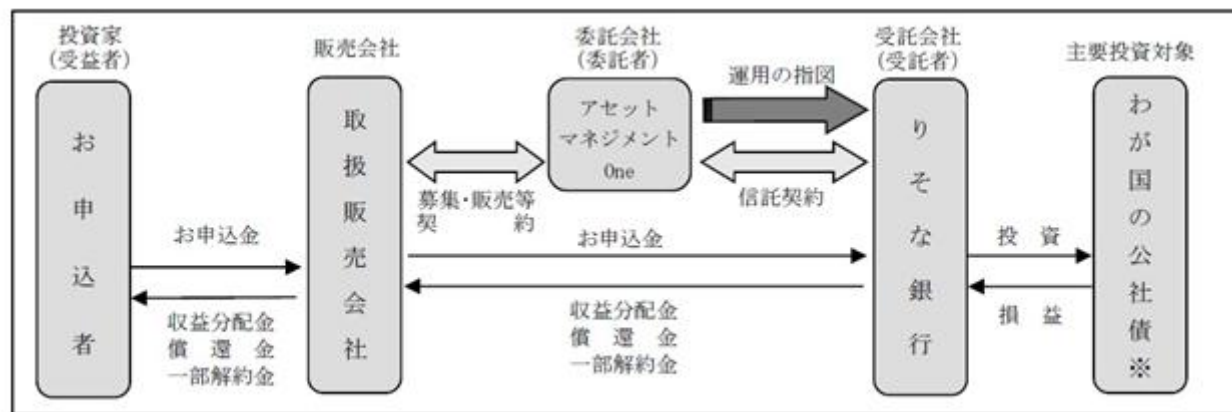 投資家
(受益者)
お申込者
販売会社
取扱販売会社
委託会社
(委託者)
アセット
マネジメント
One
受託会社
(受託者)
りそな銀行
主要投資対象
わが国の公社債※
運用の指図
信託契約
募集・販売等
契約
お申込金
お申込金
投資
損益
収益分配金
償還金
一部解約金
収益分配金
償還金
一部解約金